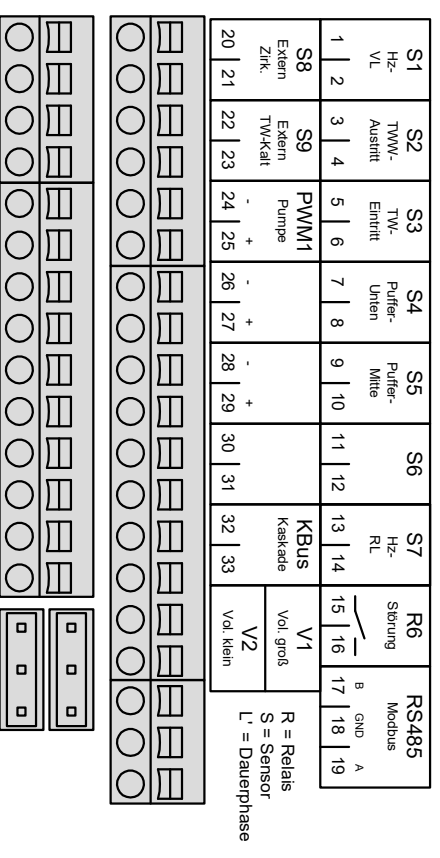 S1 S2 S3 S4 S5 S6 S7 R6 RS485
Hz- TWW- TW- Puffer- Puffer- Hz- Störung Modbus
VL Austritt Eintritt Unten Mitte RL
B GND A
1 2 3 4 5 6 7 8 9 10 11 12 13 14 15 16 17 18 19
S8 S9 PWM1 KBus V1
Extern Extern Pumpe Kaskade Vol. groß
Zirk. TW-Kalt
- + - + - +
V2
Vol. klein
20 21 22 23 24 25 26 27 28 29 30 31 32 33
R = Relais
S = Sensor
L' = Dauerphase